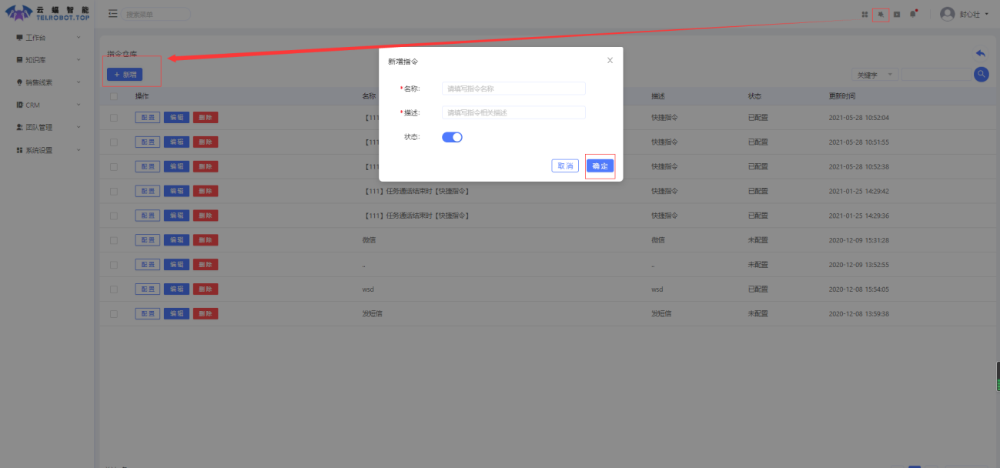 云 蝠 智 能
TELROBOT.TOP
搜索菜单
封心社
工作台
知识库
销售线索
CRM
团队管理
系统设置
指令仓库
+ 新增
关键字
操作 名称 描述 状态 更新时间
配置 编辑 删除 【111 快捷指令 已配置 2021-05-28 10:52:04
配置 编辑 删除 【111 快捷指令 已配置 2021-05-28 10:51:55
配置 编辑 删除 【111 快捷指令 已配置 2021-05-28 10:52:38
配置 编辑 删除 【111】任务通话结束时【快捷指令】 快捷指令 已配置 2021-01-25 14:29:42
配置 编辑 删除 【111】任务通话结束时【快捷指令】 快捷指令 已配置 2021-01-25 14:29:36
配置 编辑 删除 微信 微信 未配置 2020-12-09 15:31:28
配置 编辑 删除 .. .. 未配置 2020-12-09 13:52:55
配置 编辑 删除 wsd wsd 已配置 2020-12-08 15:54:05
配置 编辑 删除 发短信 发短信 未配置 2020-12-08 13:59:38
新增指令
*名称: 请填写指令名称
*描述: 请填写指令相关描述
状态:
取消 确定